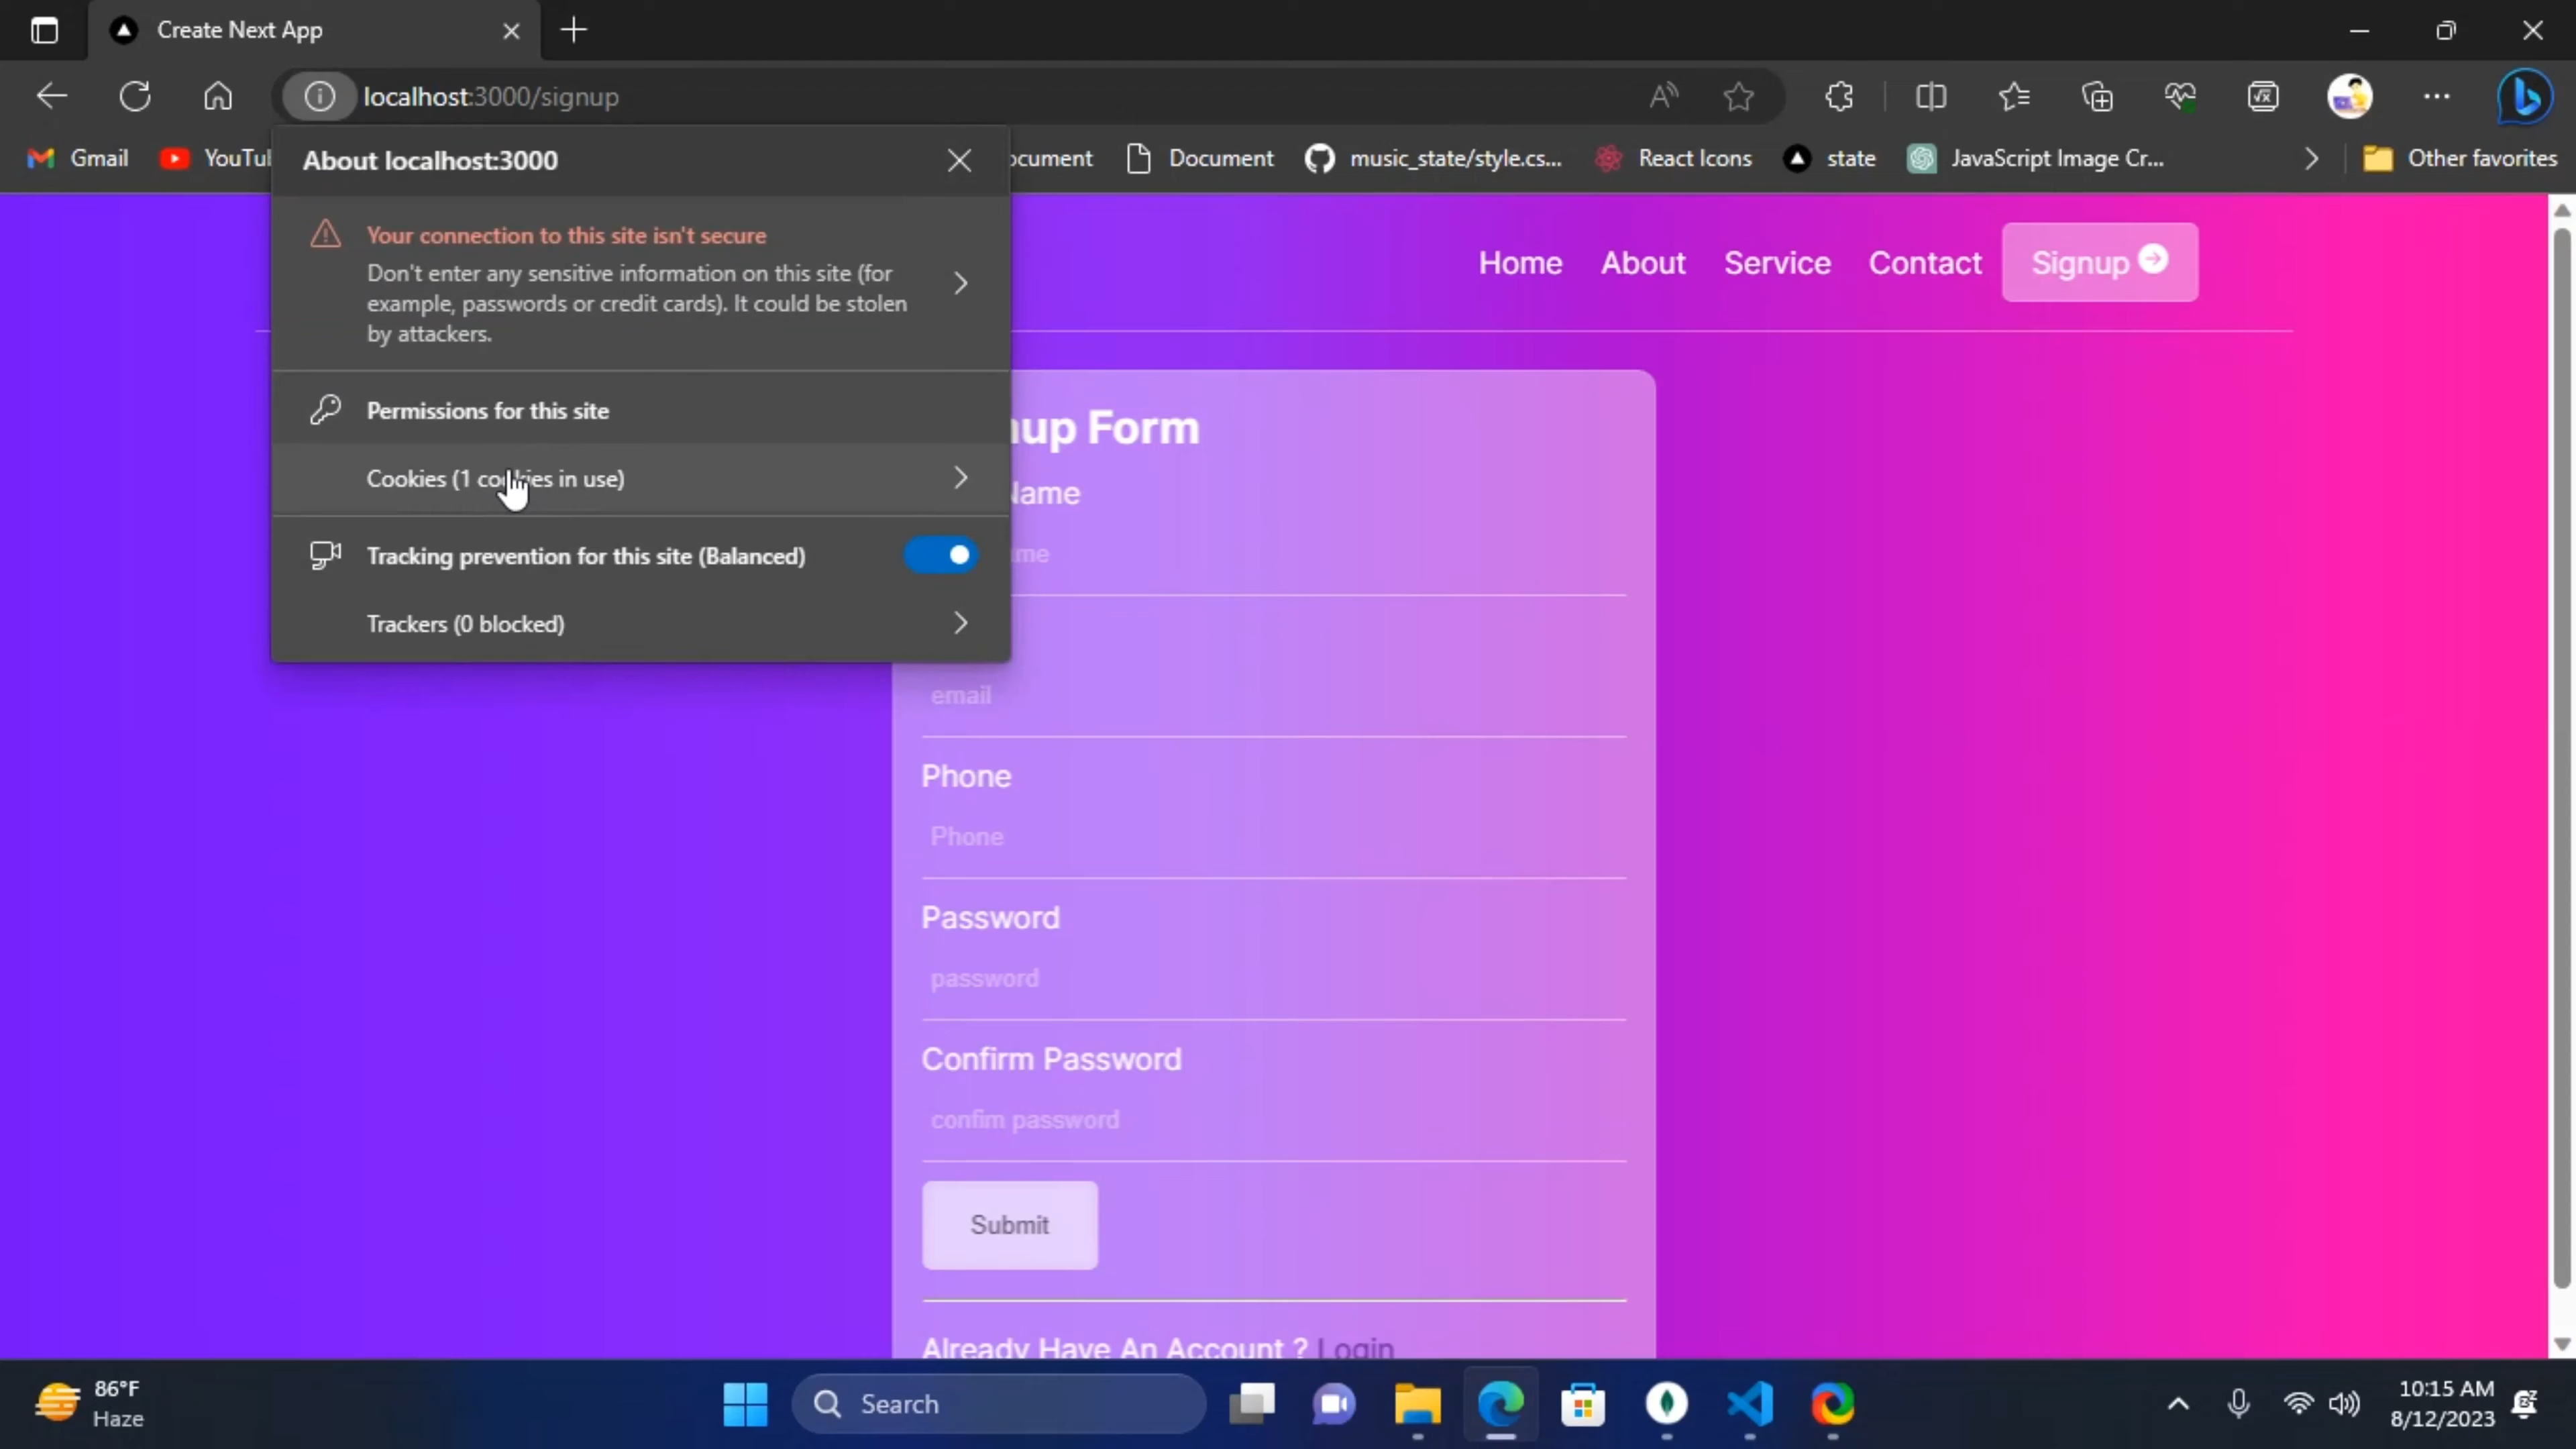 Create Next App
localhost:3000/signup
Gmail
YouTu
About localhost:3000
ocument
Document
music_state/style.cs...
React Icons
state
JavaScript Image Cr...
Other favorites
Your connection to this site isn't secure
Don't enter any sensitive information on this site (for
example, passwords or credit cards). It could be stolen
by attackers.
Permissions for this site
Cookies (1 cookies in use)
Tracking prevention for this site (Balanced)
Trackers (0 blocked)
Home
About
Service
Contact
Signup
nup Form
Name
me
email
Phone
Phone
Password
password
Confirm Password
confim password
Submit
Already Have An Account ? Login
86°F
Haze
Search
10:15 AM
8/12/2023